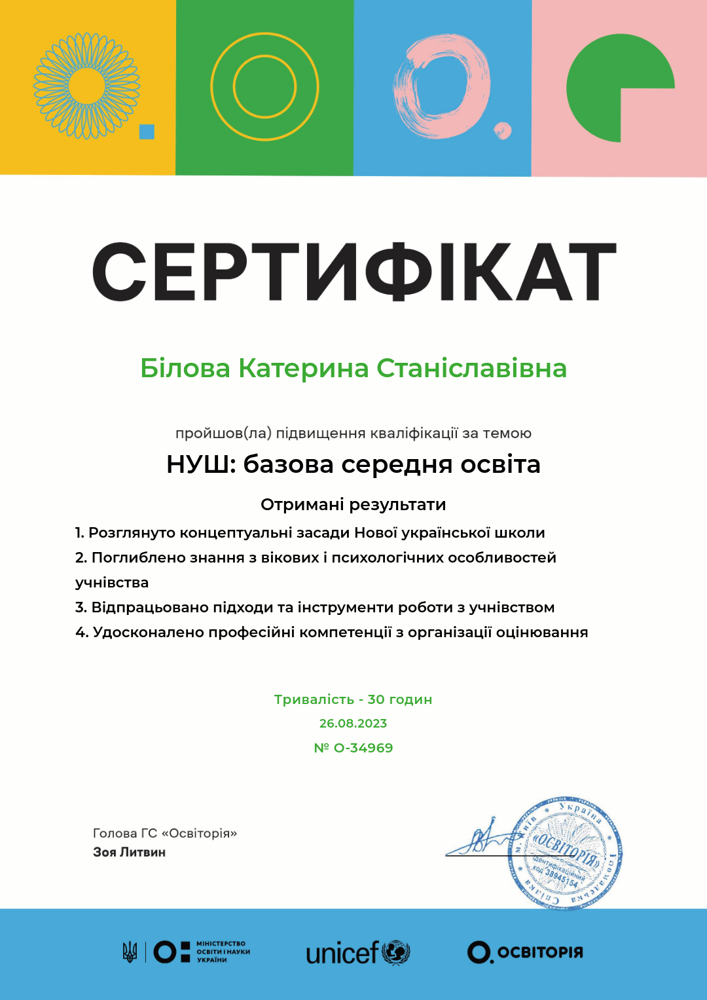 СЕРТИФІКАТ
Білова Катерина Станіславівна
пройшов(ла) підвищення кваліфікації за темою
НУШ: базова середня освіта
Отримані результати
1. Розглянуто концептуальні засади Нової української школи
2. Поглиблено знання з вікових і психологічних особливостей
учнівства
3. Відпрацьовано підходи та інструменти роботи з учнівством
4. Удосконалено професійні компетенції з організації оцінювання
Тривалість - 30 годин
26.08.2023
№ О-34969
Голова ГС «Освіторія»
Зоя Литвин
Україна * Громадська Спілка * м. Київ *
«ОСВІТОРІЯ»
Ідентифікаційний
код 38945154
МІНІСТЕРСТВО
ОСВІТИ І НАУКИ
УКРАЇНИ
unicef
ОСВІТОРІЯ